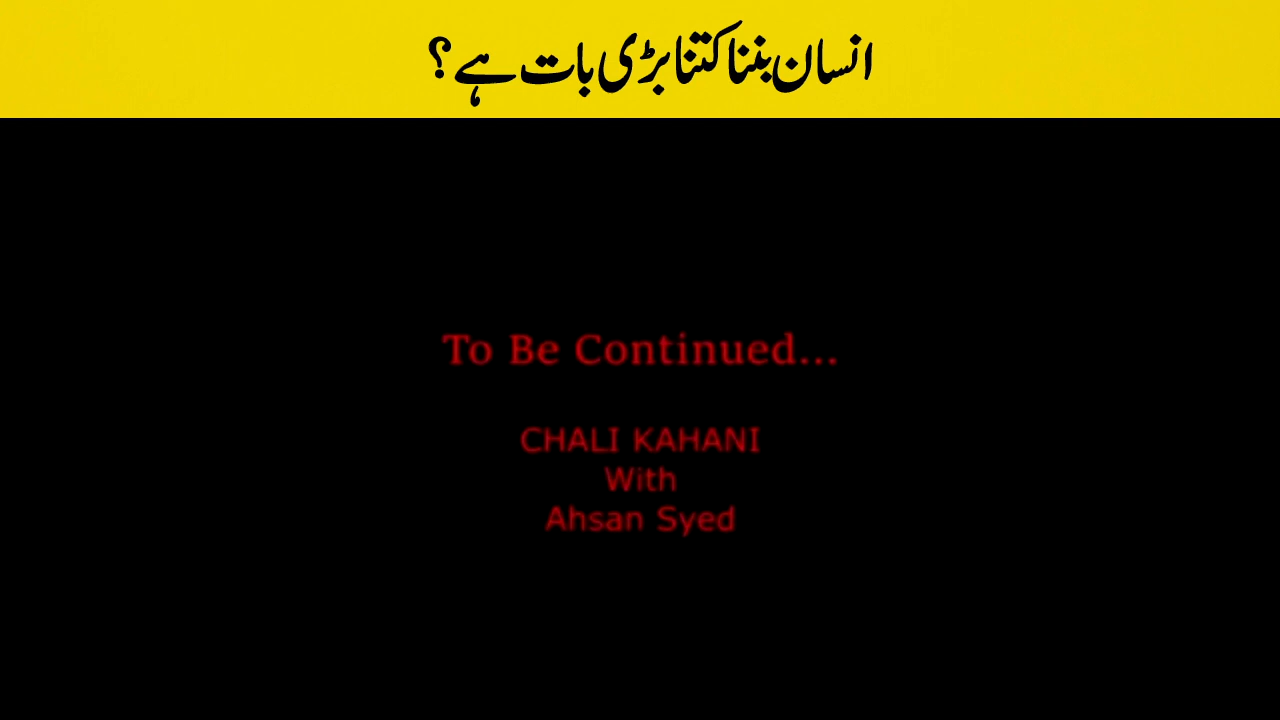 انسان بننا کتنا بڑی بات ہے؟
To Be Continued...
CHALI KAHANI
With
Ahsan Syed